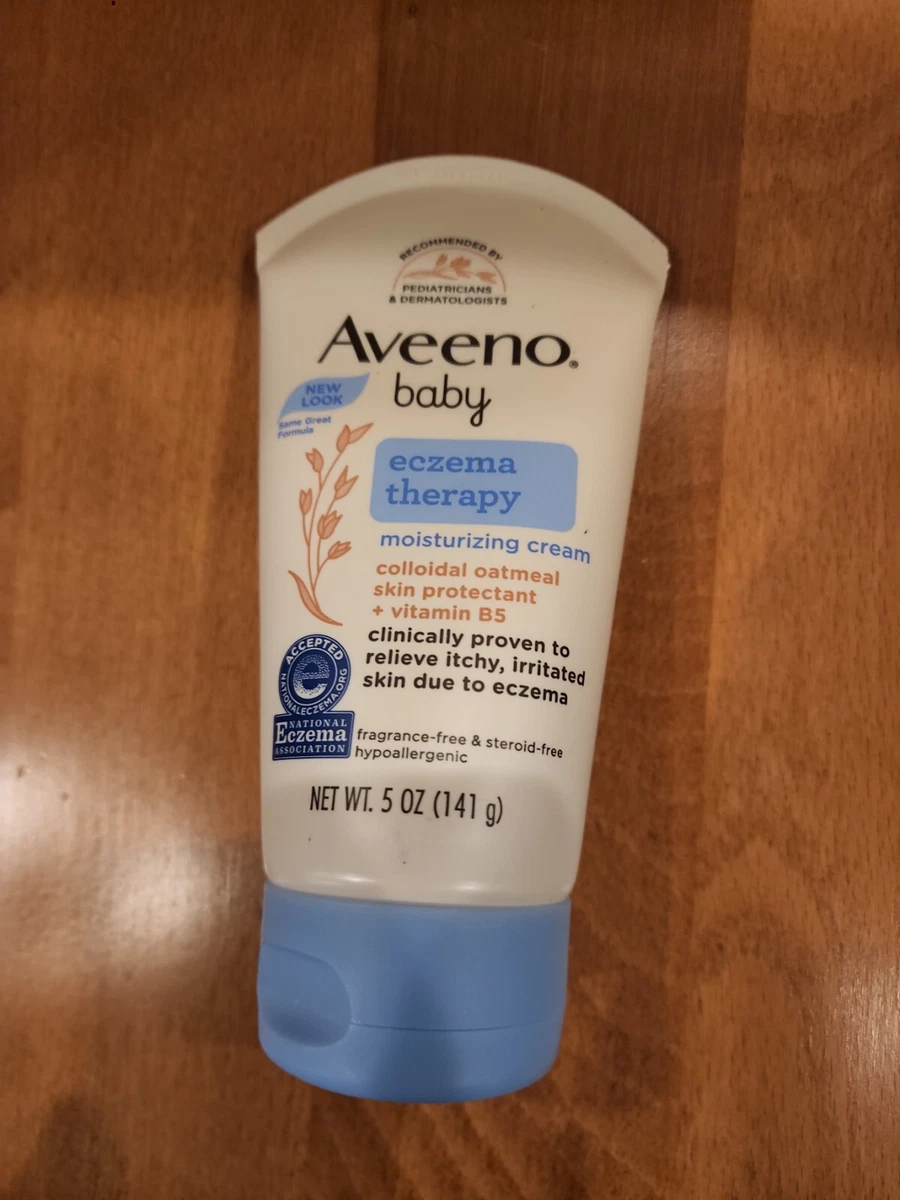 RECOMMENDED BY
PEDIATRICIANS
& DERMATOLOGISTS
Aveeno®
baby
NEW
LOOK
Same Great
Formula
eczema
therapy
moisturizing cream
colloidal oatmeal
skin protectant
+ vitamin B5
clinically proven to
relieve itchy, irritated
skin due to eczema
ACCEPTED
e
NATIONALECZEMA.ORG
NATIONAL
Eczema
ASSOCIATION
fragrance-free & steroid-free
hypoallergenic
NET WT. 5 OZ (141 g)